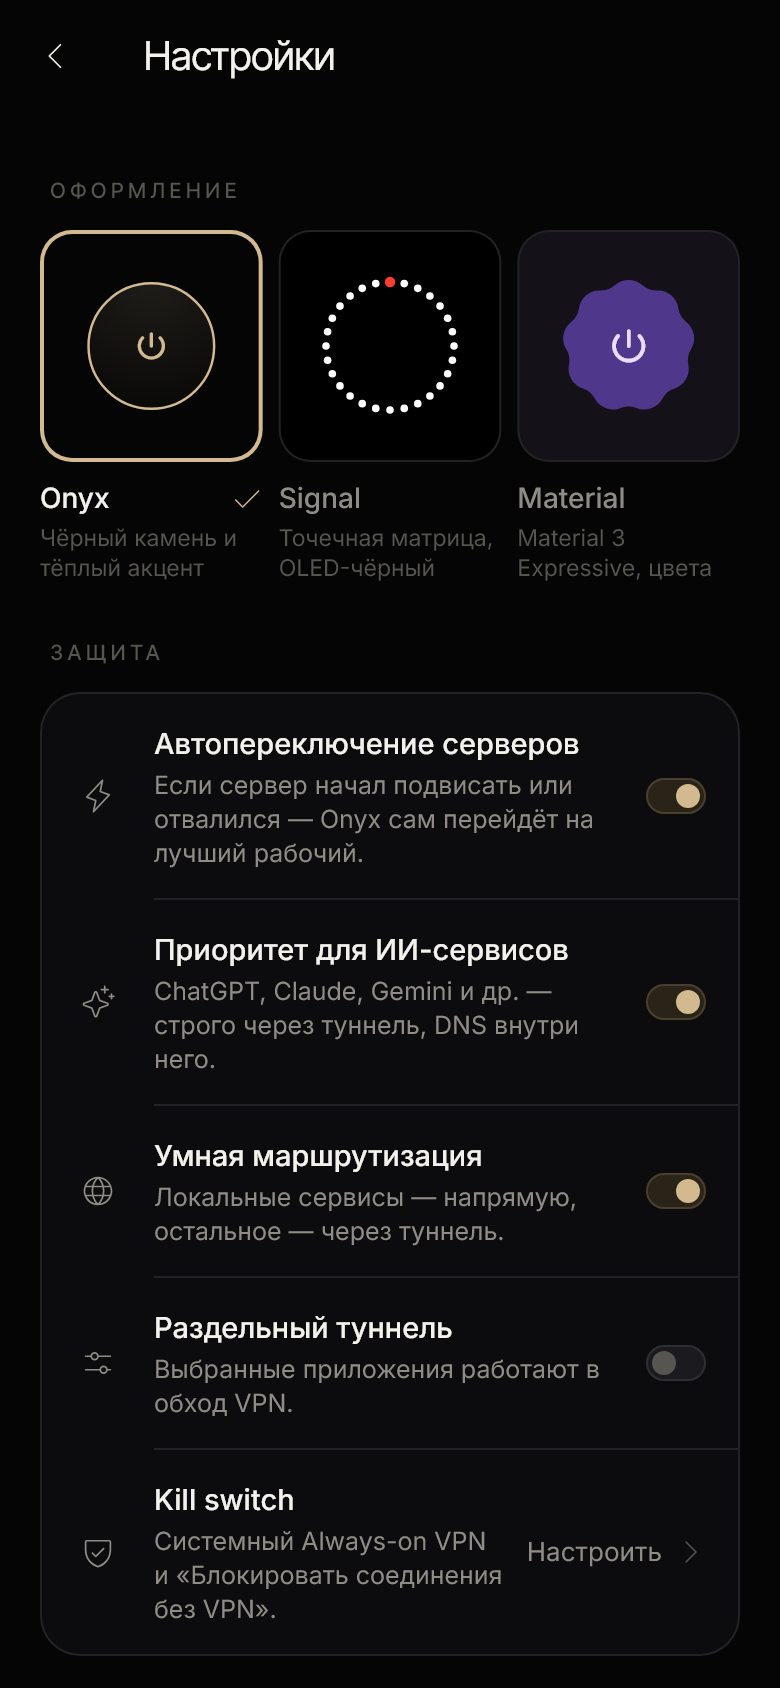 Настройки
ОФОРМЛЕНИЕ
Onyx
Чёрный камень и
тёплый акцент
Signal
Точечная матрица,
OLED-чёрный
Material
Material 3
Expressive, цвета
ЗАЩИТА
Автопереключение серверов
Если сервер начал подвисать или
отвалился — Onyx сам перейдёт на
лучший рабочий.
Приоритет для ИИ-сервисов
ChatGPT, Claude, Gemini и др. —
строго через туннель, DNS внутри
него.
Умная маршрутизация
Локальные сервисы — напрямую,
остальное — через туннель.
Раздельный туннель
Выбранные приложения работают в
обход VPN.
Kill switch
Системный Always-on VPN
и «Блокировать соединения
без VPN».
Настроить